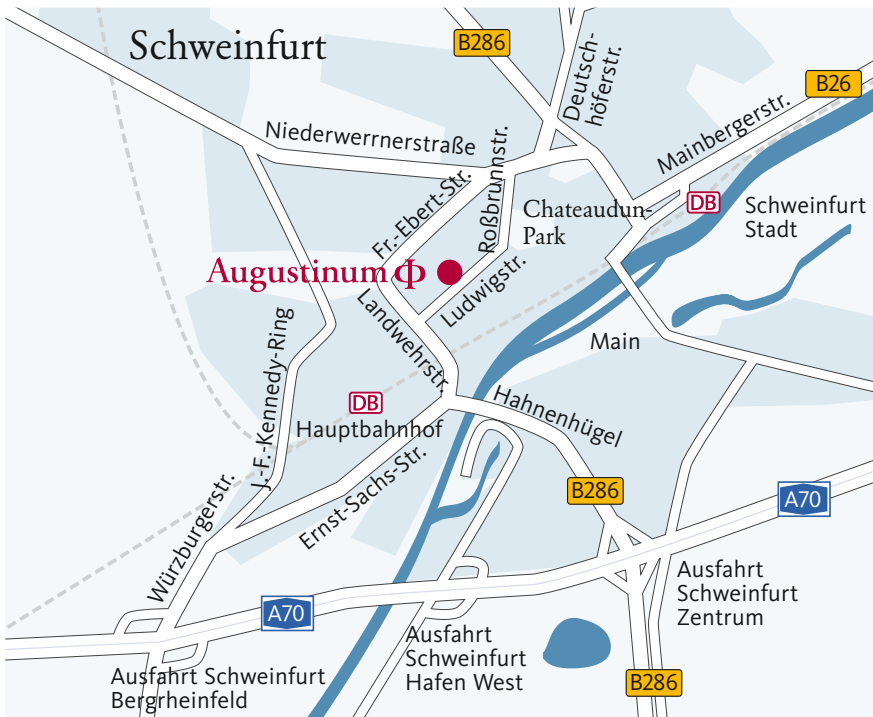 Schweinfurt
B286
Deutsch-
höferstr.
B26
Mainbergerstr.
Niederwerrnerstraße
Roßbrunnstr.
Fr.-Ebert-Str.
Chateaudun-
Park
DB
Schweinfurt
Stadt
Augustinum
Ludwigstr.
Landwehrstr.
Main
J.-F.-Kennedy-Ring
DB
Hauptbahnhof
Hahnenhügel
Ernst-Sachs-Str.
B286
A70
Würzburgerstr.
A70
Ausfahrt
Schweinfurt
Zentrum
Ausfahrt
Schweinfurt
Hafen West
Ausfahrt Schweinfurt
Bergrheinfeld
B286